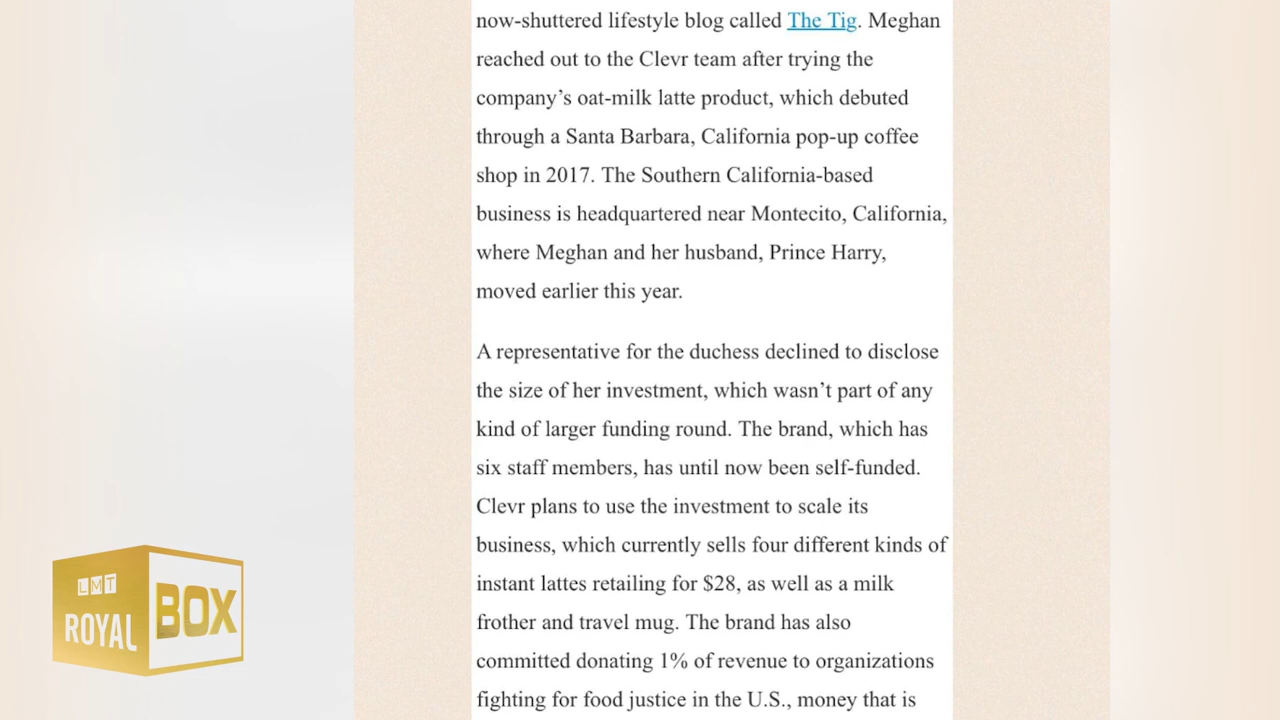 now-shuttered lifestyle blog called The Tig. Meghan
reached out to the Clevr team after trying the
company’s oat-milk latte product, which debuted
through a Santa Barbara, California pop-up coffee
shop in 2017. The Southern California-based
business is headquartered near Montecito, California,
where Meghan and her husband, Prince Harry,
moved earlier this year.
A representative for the duchess declined to disclose
the size of her investment, which wasn’t part of any
kind of larger funding round. The brand, which has
six staff members, has until now been self-funded.
Clevr plans to use the investment to scale its
business, which currently sells four different kinds of
instant lattes retailing for $28, as well as a milk
frother and travel mug. The brand has also
committed donating 1% of revenue to organizations
fighting for food justice in the U.S., money that is
LMT
ROYAL
BOX